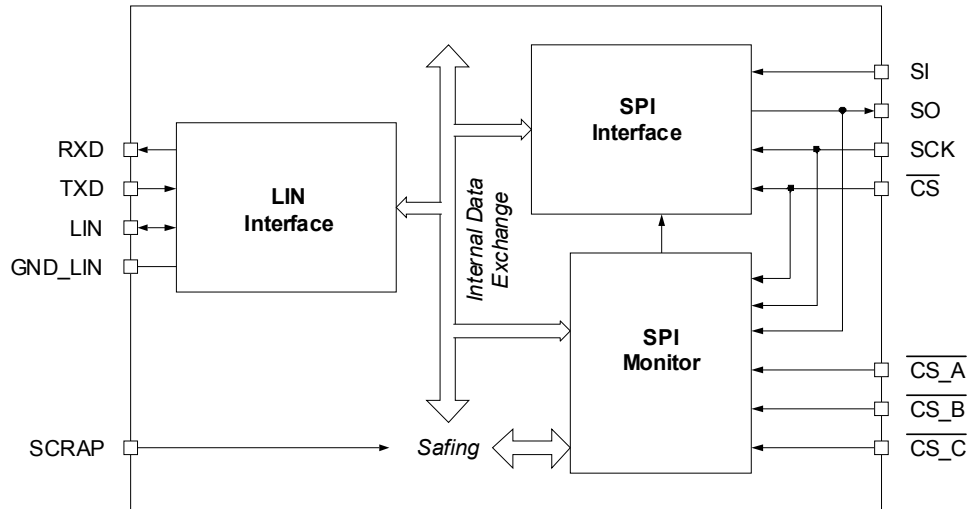 RXD
TXD
LIN
GND_LIN
SCRAP
LIN
Interface
Internal Data
Exchange
Safing
SPI
Interface
SPI
Monitor
SI
SO
SCK
CS
CS_A
CS_B
CS_C